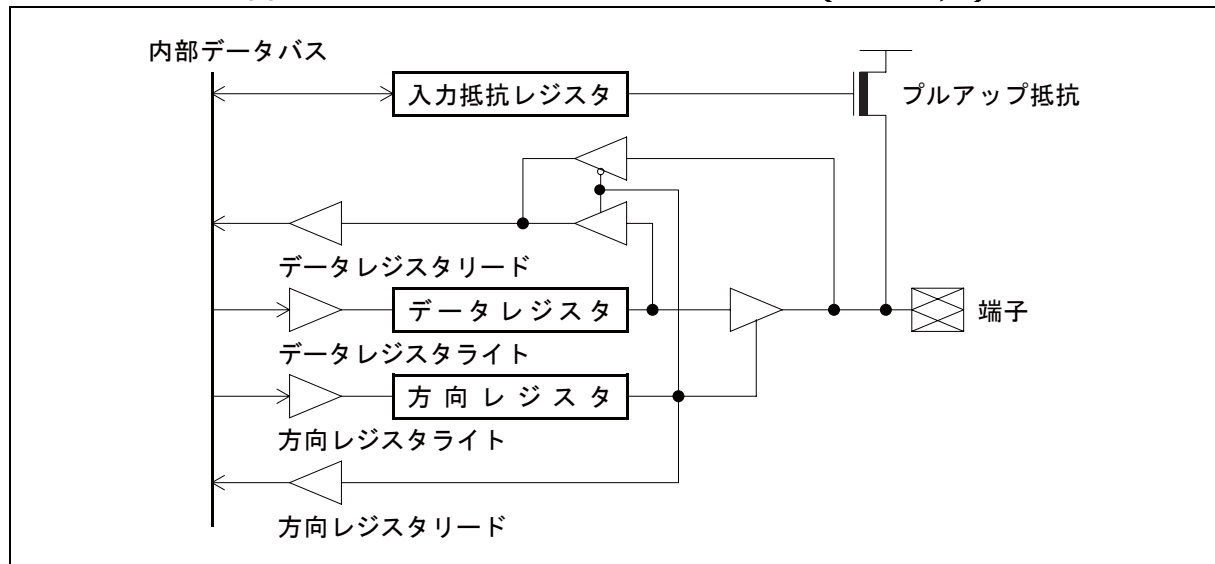 内部データバス
入力抵抗レジスタ
プルアップ抵抗
データレジスタリード
データレジスタ
端子
データレジスタライト
方向レジスタ
方向レジスタライト
方向レジスタリード